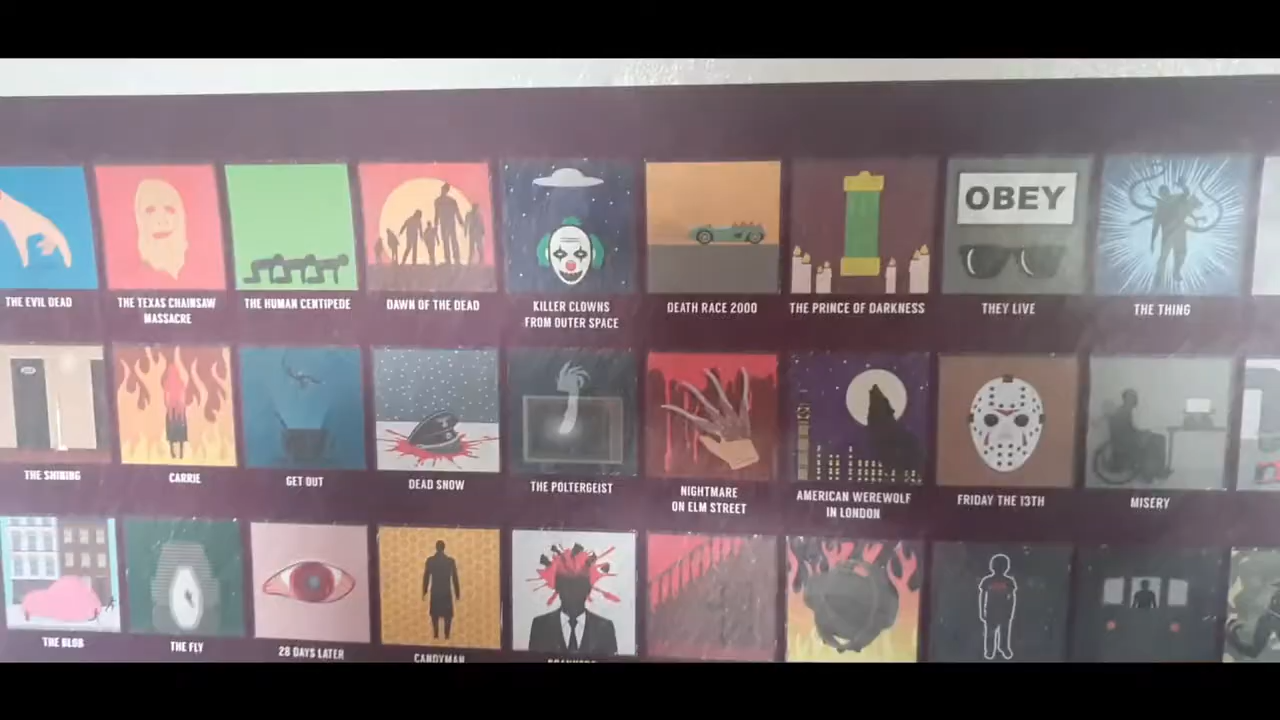 OBEY
THE EVIL DEAD
THE TEXAS CHAINSAW
MASSACRE
THE HUMAN CENTIPEDE
DAWN OF THE DEAD
KILLER CLOWNS
FROM OUTER SPACE
DEATH RACE 2000
THE PRINCE OF DARKNESS
THEY LIVE
THE THING
THE SHINING
CARRIE
GET OUT
DEAD SNOW
THE POLTERGEIST
NIGHTMARE
ON ELM STREET
AMERICAN WEREWOLF
IN LONDON
FRIDAY THE 13TH
MISERY
THE BLOB
THE FLY
28 DAYS LATER
CANDYMAN